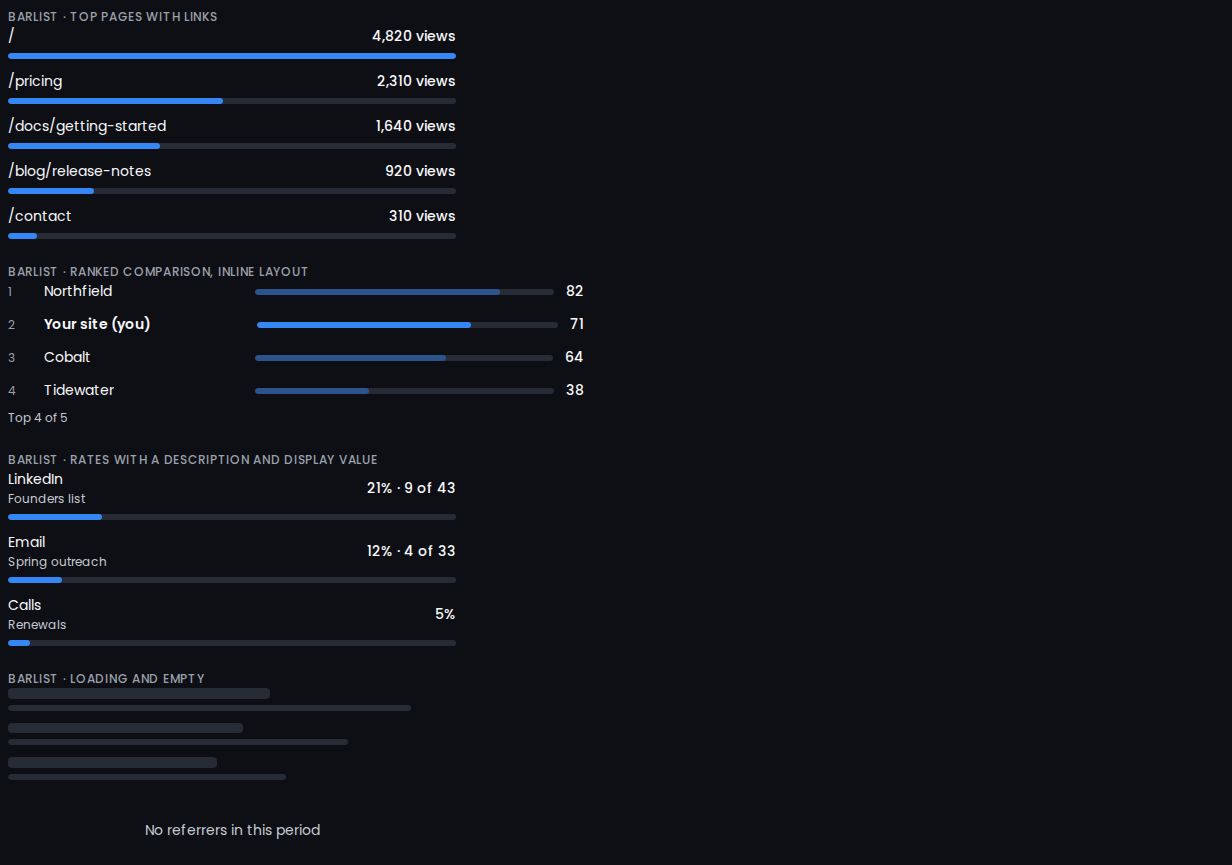 BARLIST · TOP PAGES WITH LINKS
/ 4,820 views
/pricing 2,310 views
/docs/getting-started 1,640 views
/blog/release-notes 920 views
/contact 310 views
BARLIST · RANKED COMPARISON, INLINE LAYOUT
1 Northfield 82
2 Your site (you) 71
3 Cobalt 64
4 Tidewater 38
Top 4 of 5
BARLIST · RATES WITH A DESCRIPTION AND DISPLAY VALUE
LinkedIn
Founders list
21% · 9 of 43
Email
Spring outreach
12% · 4 of 33
Calls
Renewals
5%
BARLIST · LOADING AND EMPTY
No referrers in this period